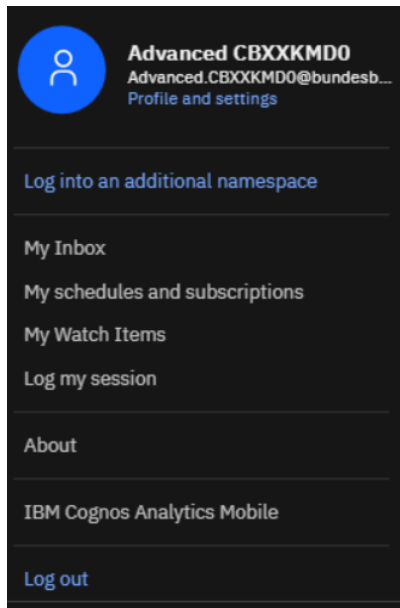 Advanced CBXXKMD0
Advanced.CBXXKMD0@bundesb...
Profile and settings
Log into an additional namespace
My Inbox
My schedules and subscriptions
My Watch Items
Log my session
About
IBM Cognos Analytics Mobile
Log out